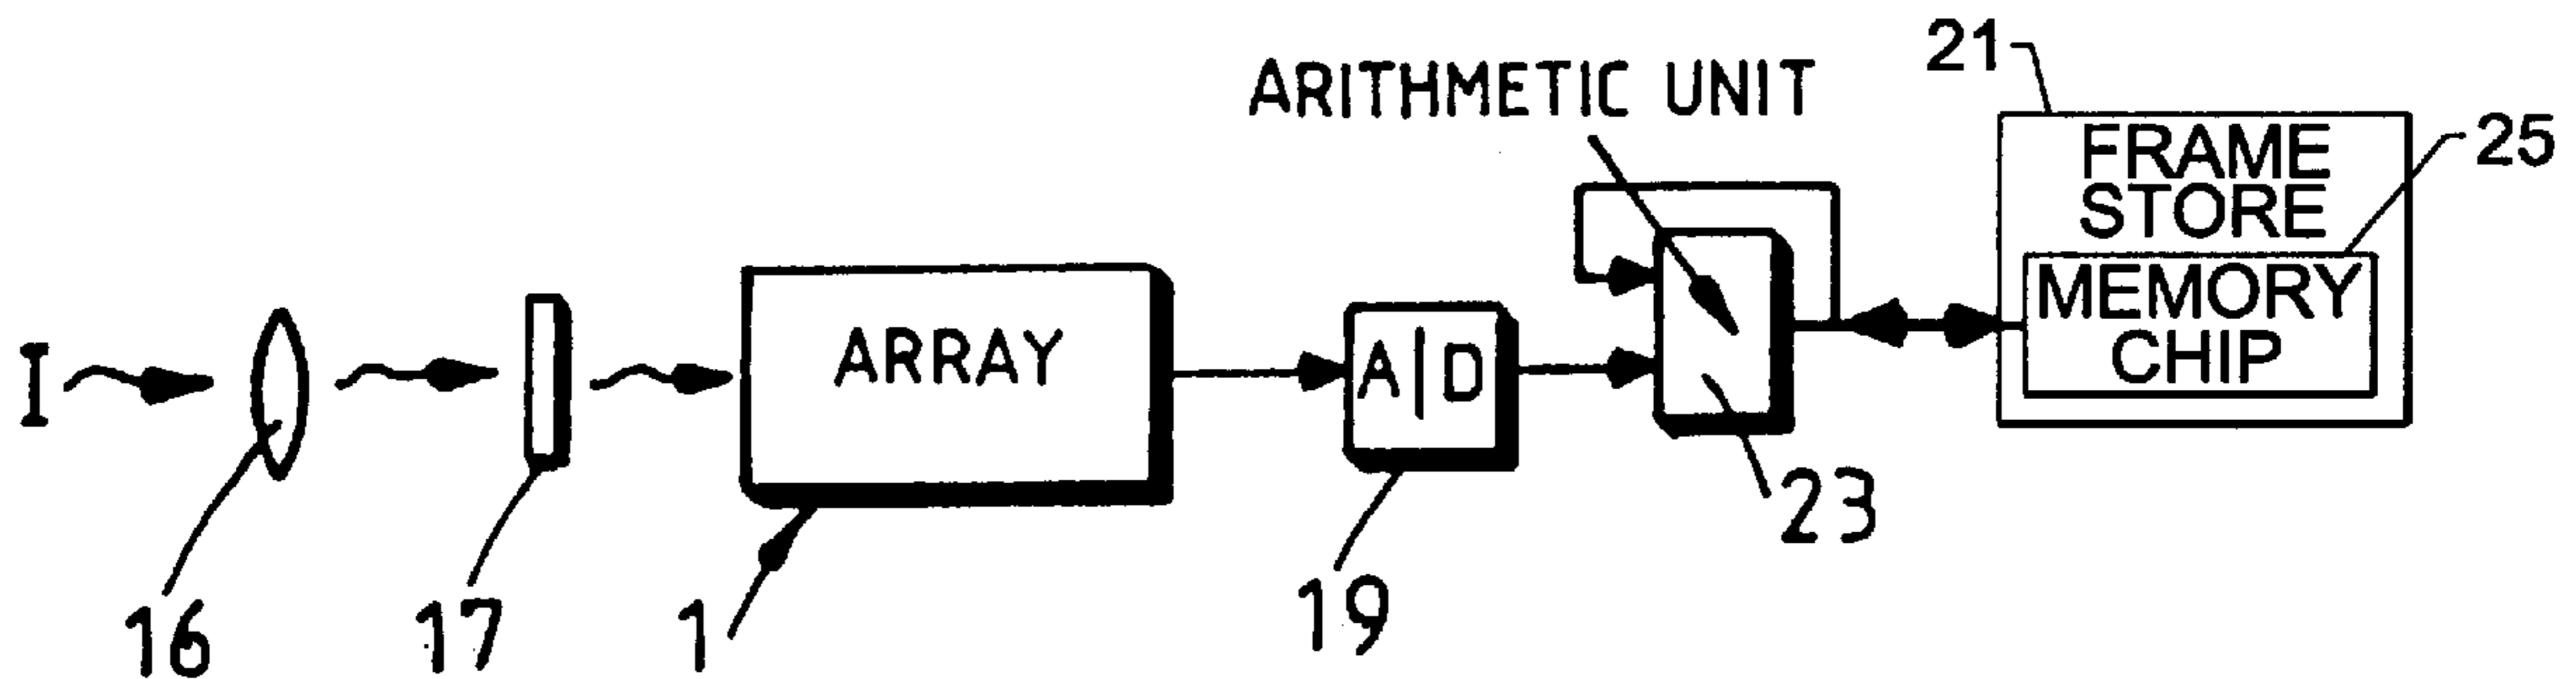 21
ARITHMETIC UNIT
FRAME
STORE
25
MEMORY
CHIP
I
ARRAY
A|D
23
16
17
1
19